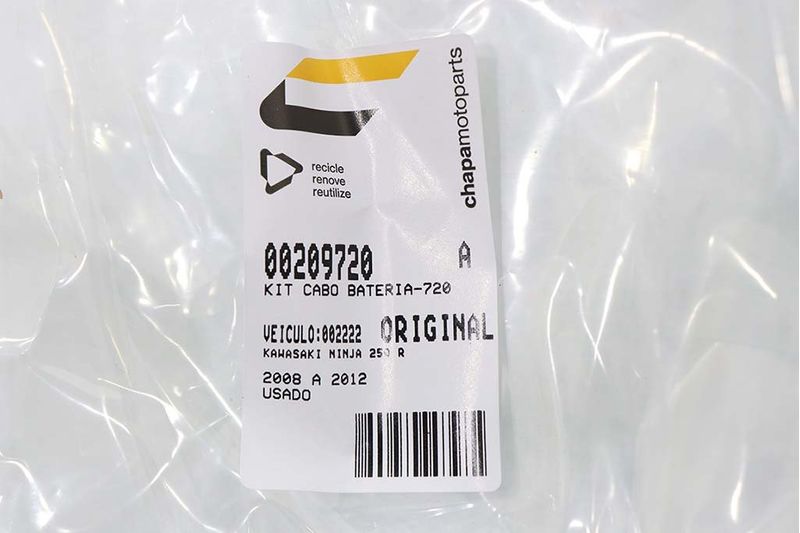 chapamotoparts
recicle
renove
reutilize
00209720 A
KIT CABO BATERIA-720
VEICULO:002222 ORIGINAL
KAWASAKI NINJA 250 R
2008 A 2012
USADO